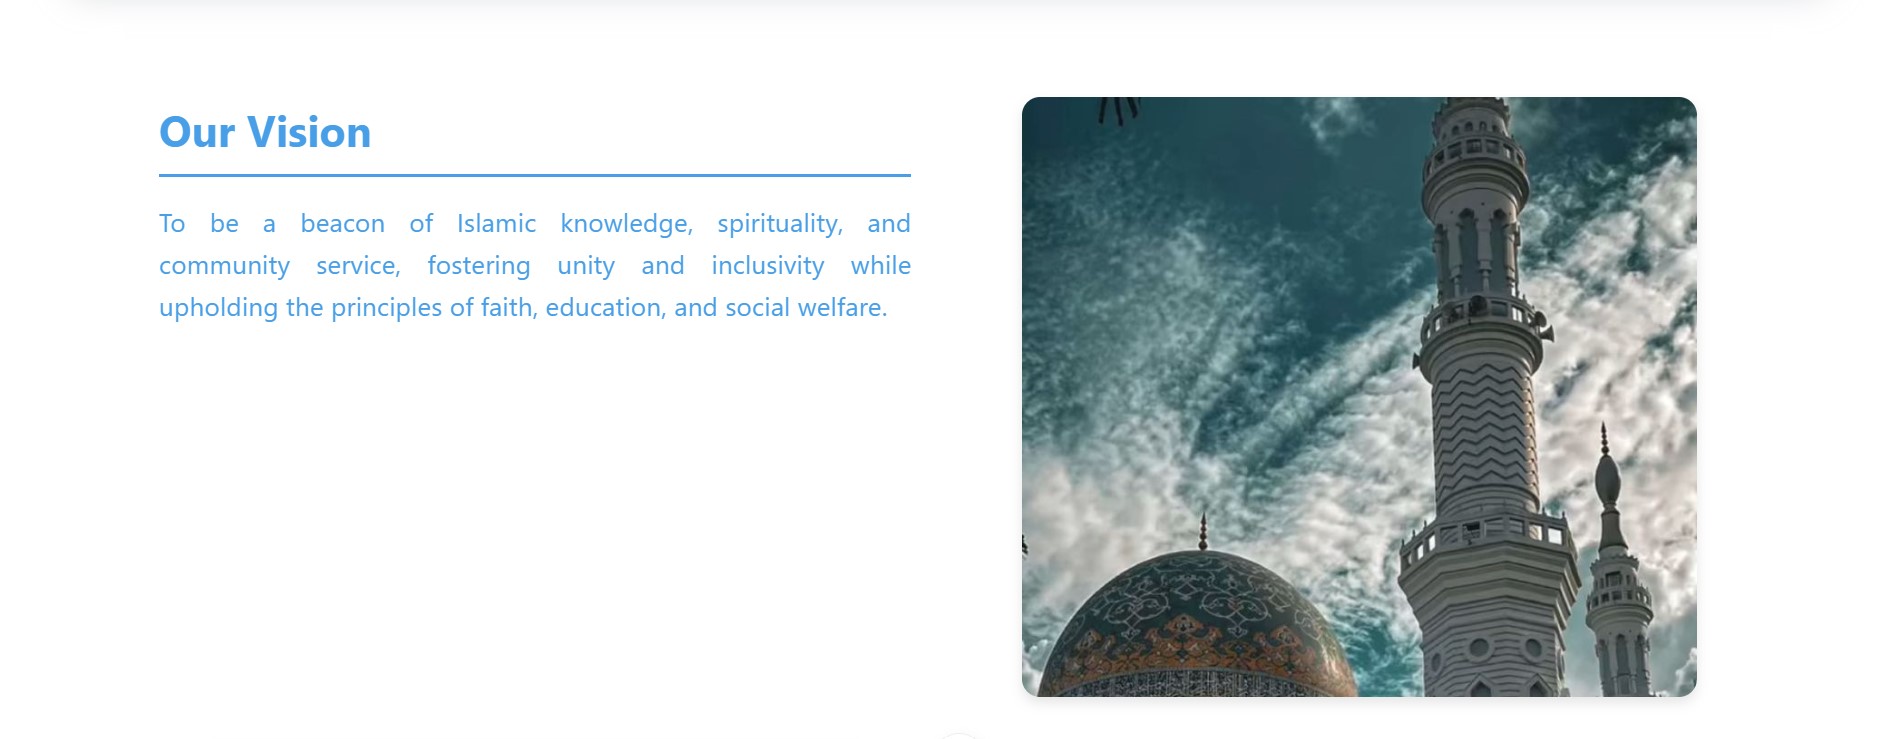 Our Vision
To be a beacon of Islamic knowledge, spirituality, and
community service, fostering unity and inclusivity while
upholding the principles of faith, education, and social welfare.